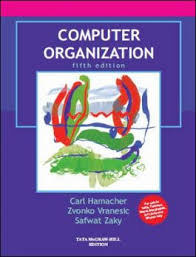 COMPUTER
ORGANIZATION
fifth edition
Carl Hamacher
Zvonko Vranesic
Safwat Zaky
TATA McGRAW-HILL
EDITION